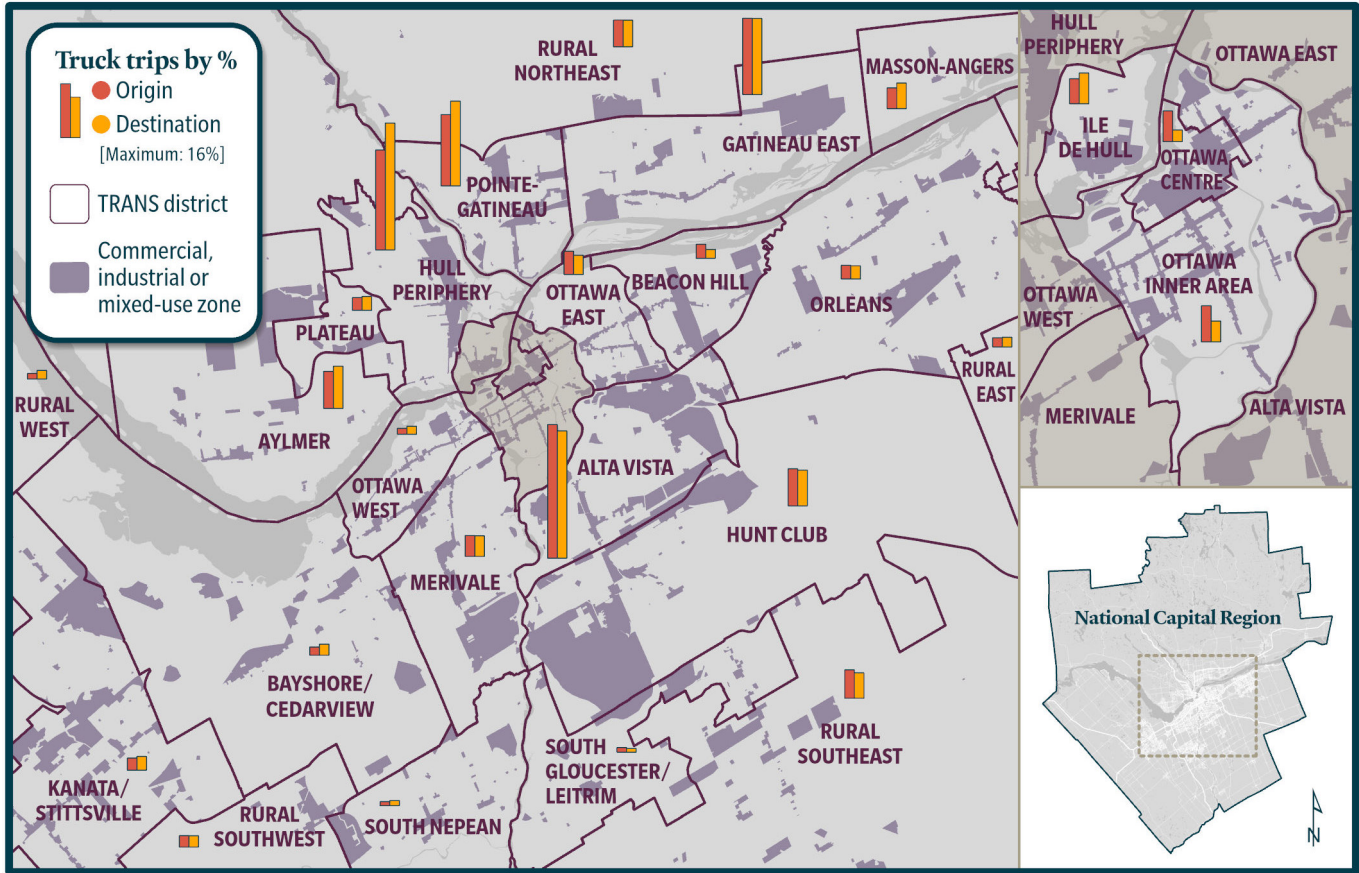 Truck trips by %
Origin
Destination
[Maximum: 16%]
TRANS district
Commercial,
industrial or
mixed-use zone
RURAL
NORTHEAST
MASSON-ANGERS
GATINEAU EAST
POINTE-
GATINEAU
HULL
PERIPHERY
OTTAWA
EAST
BEACON HILL
ORLEANS
PLATEAU
RURAL
EAST
RURAL
WEST
AYLMER
OTTAWA
WEST
ALTA VISTA
HUNT CLUB
MERIVALE
BAYSHORE/
CEDARVIEW
RURAL
SOUTHEAST
SOUTH
GLOUCESTER/
LEITRIM
KANATA/
STITTSVILLE
RURAL
SOUTHWEST
SOUTH NEPEAN
HULL
PERIPHERY
OTTAWA EAST
ILE
DE HULL
OTTAWA
CENTRE
OTTAWA
INNER AREA
OTTAWA
WEST
MERIVALE
ALTA VISTA
National Capital Region
N